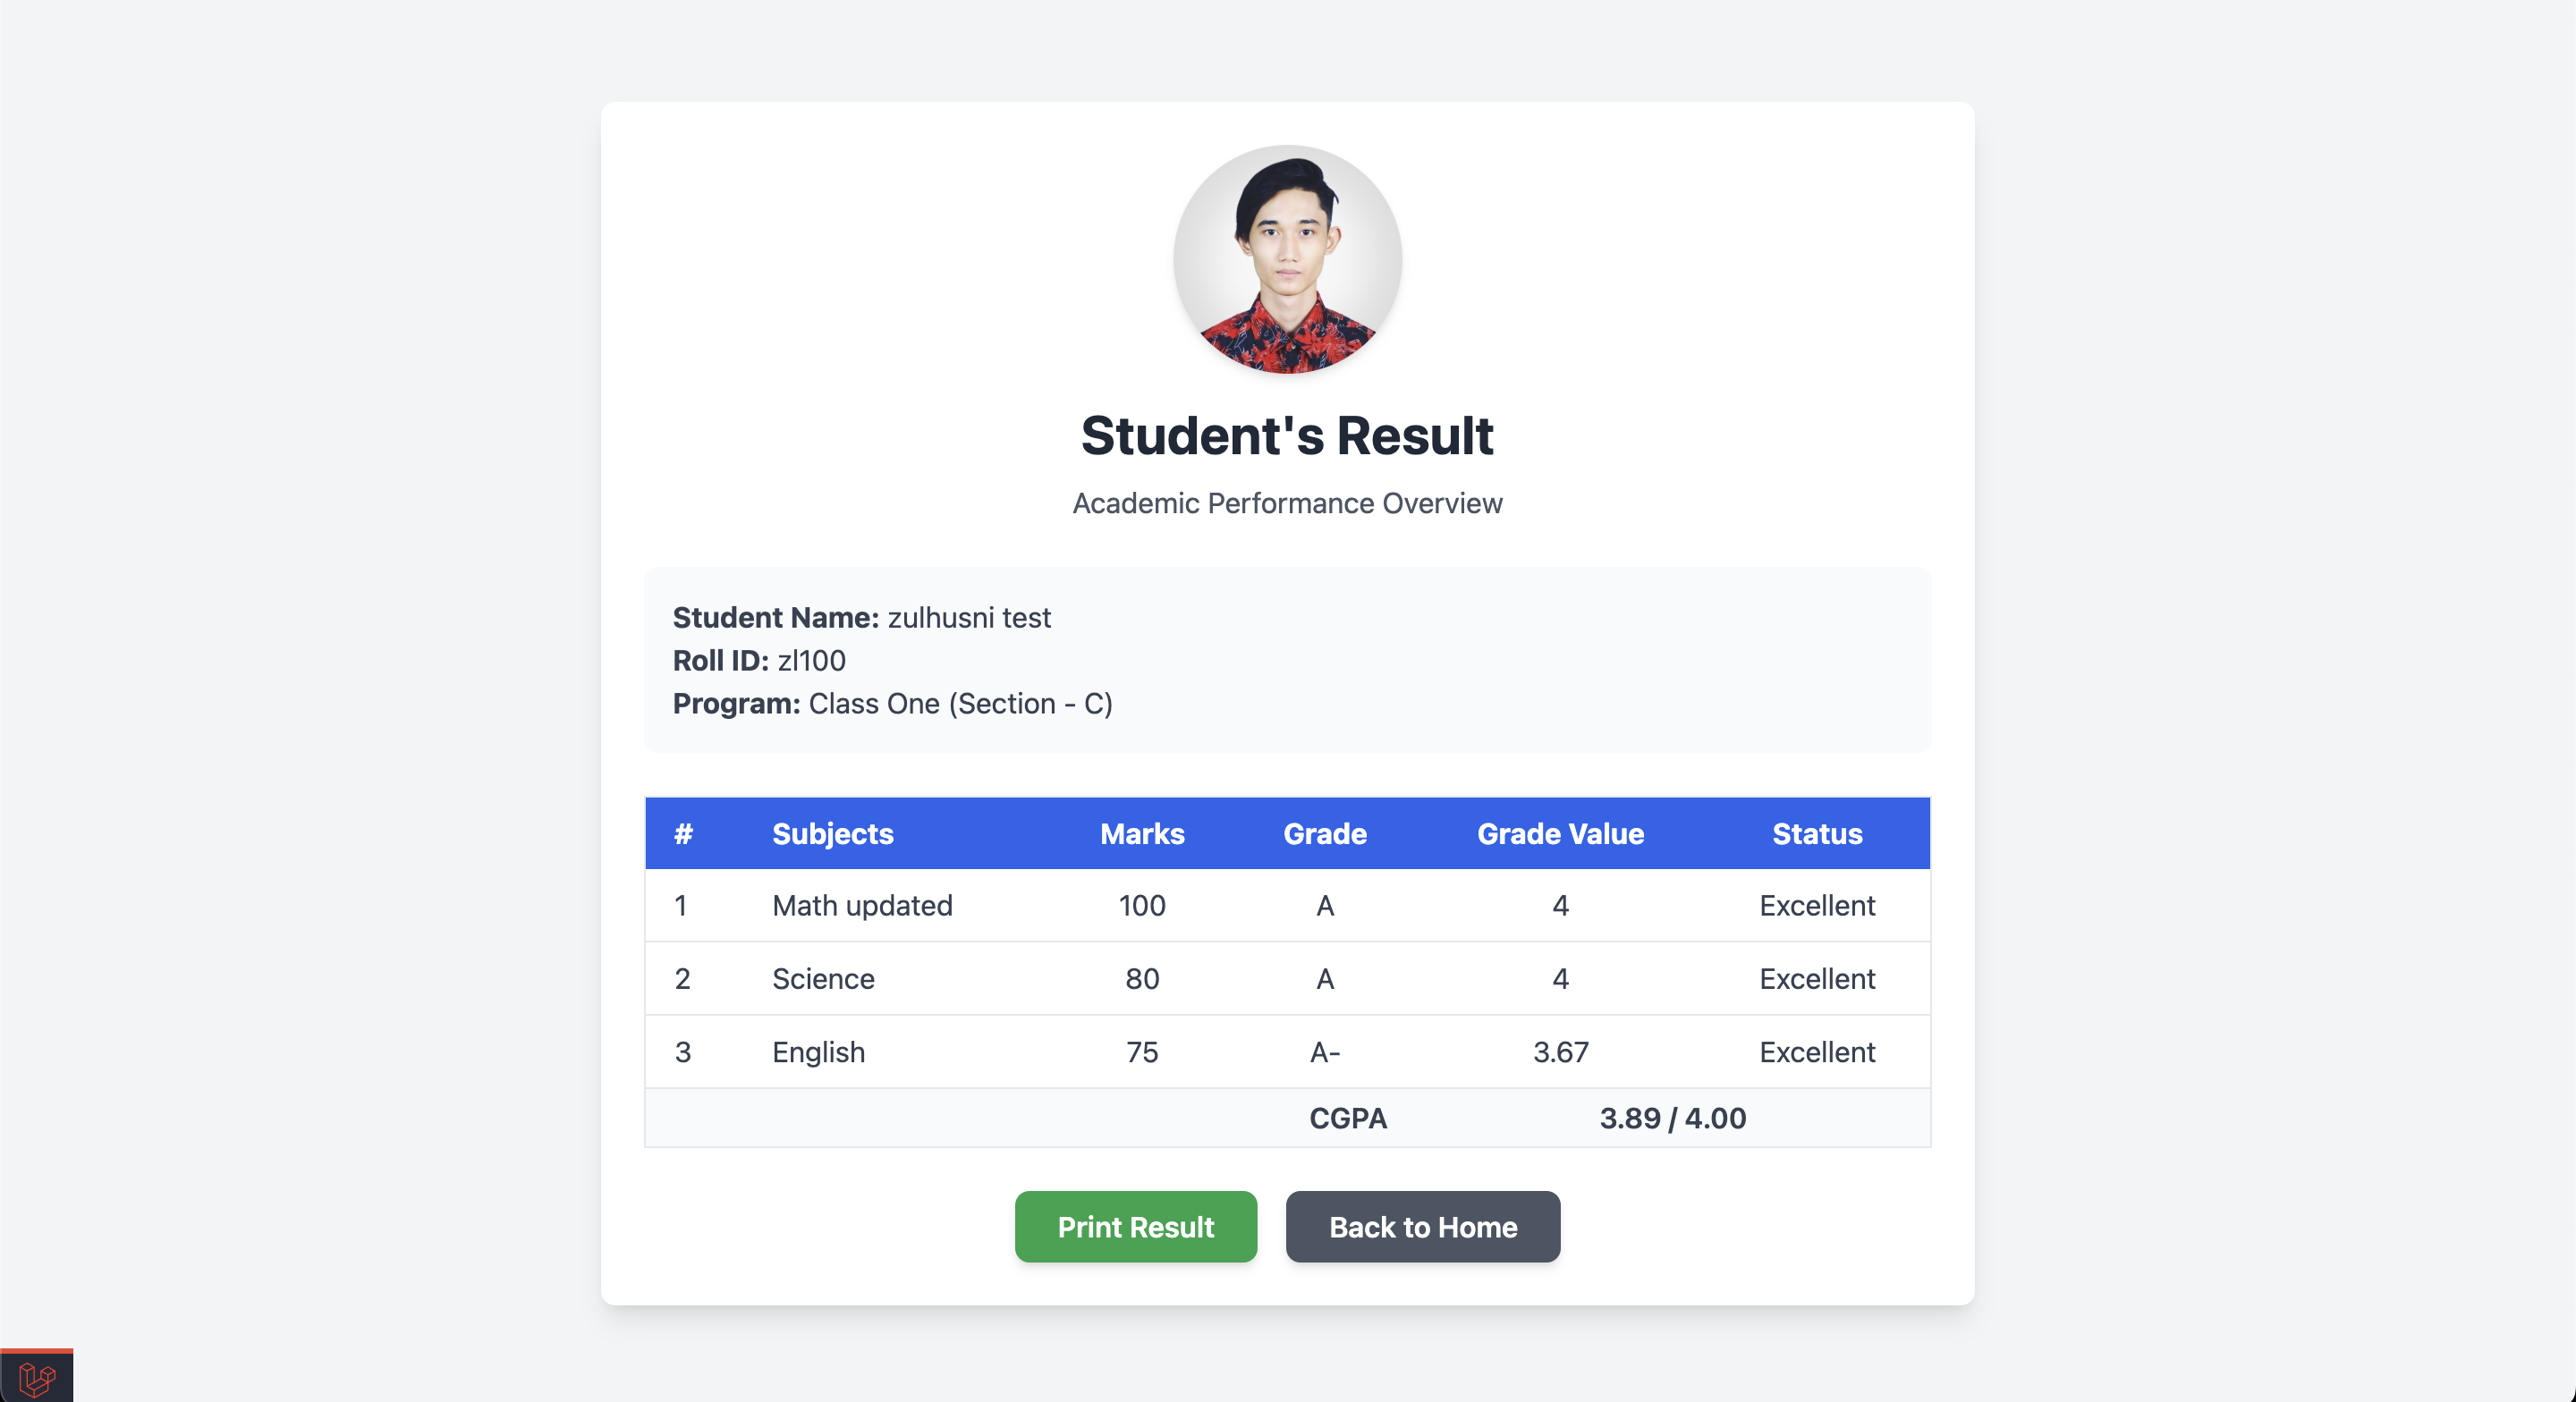 Student's Result
Academic Performance Overview
Student Name: zulhusni test
Roll ID: zl100
Program: Class One (Section - C)
# Subjects Marks Grade Grade Value Status
1 Math updated 100 A 4 Excellent
2 Science 80 A 4 Excellent
3 English 75 A- 3.67 Excellent
CGPA 3.89 / 4.00
Print Result Back to Home